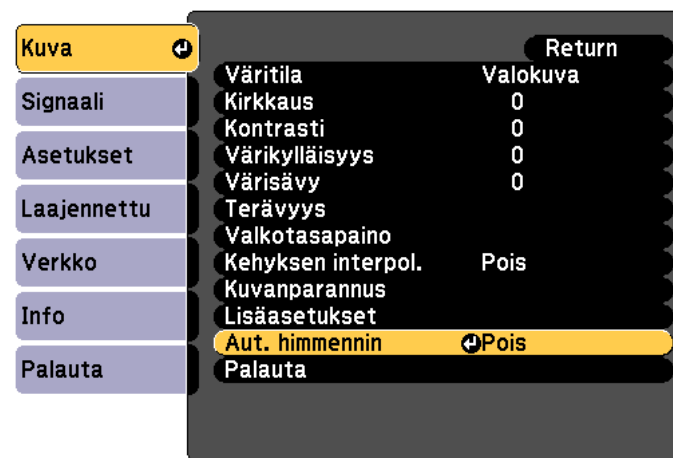 Kuva
Signaali
Asetukset
Laajennettu
Verkko
Info
Palauta
Return
Väritila Valokuva
Kirkkaus 0
Kontrasti 0
Värikylläisyys 0
Värisävy 0
Terävyys
Valkotasapaino
Kehyksen interpol. Pois
Kuvanparannus
Lisäasetukset
Aut. himmennin Pois
Palauta